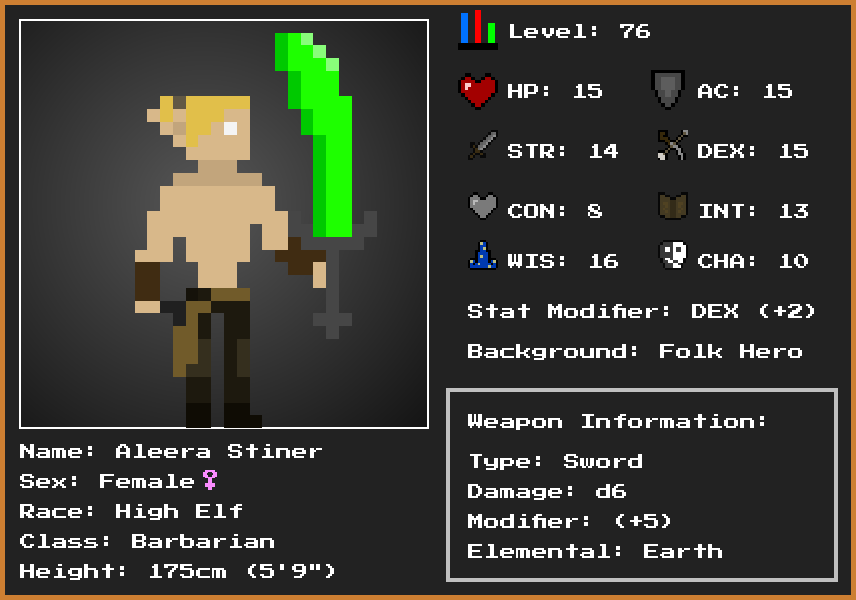 Level: 76
HP: 15
AC: 15
STR: 14
DEX: 15
CON: 8
INT: 13
WIS: 16
CHA: 10
Stat Modifier: DEX (+2)
Background: Folk Hero
Weapon Information:
Type: Sword
Damage: d6
Modifier: (+5)
Elemental: Earth
Name: Aleera Stiner
Sex: Female♀
Race: High Elf
Class: Barbarian
Height: 175cm (5'9")